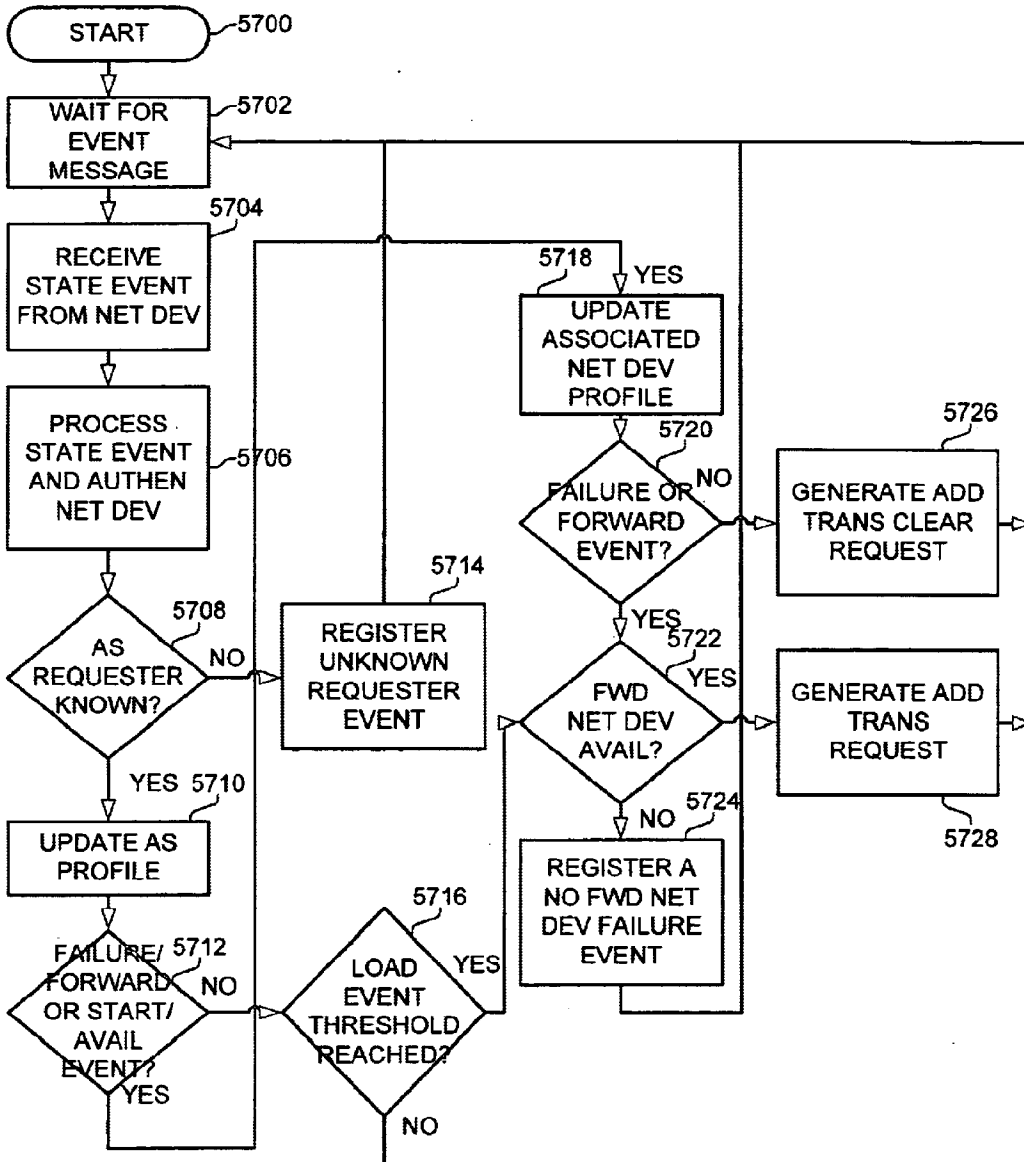 START
5700
WAIT FOR
EVENT
MESSAGE
5702
5704
RECEIVE
STATE EVENT
FROM NET DEV
PROCESS
STATE EVENT
AND AUTHEN
NET DEV
5706
5708
AS
REQUESTER
KNOWN?
NO
YES
5714
REGISTER
UNKNOWN
REQUESTER
EVENT
5710
UPDATE AS
PROFILE
5712
FAILURE/
FORWARD
OR START/
AVAIL
EVENT?
NO
YES
5716
LOAD
EVENT
THRESHOLD
REACHED?
YES
NO
5718
YES
UPDATE
ASSOCIATED
NET DEV
PROFILE
5720
FAILURE OR
FORWARD
EVENT?
NO
YES
5726
GENERATE ADD
TRANS CLEAR
REQUEST
5722
FWD
NET DEV
AVAIL?
YES
NO
GENERATE ADD
TRANS
REQUEST
5728
5724
REGISTER A
NO FWD NET
DEV FAILURE
EVENT